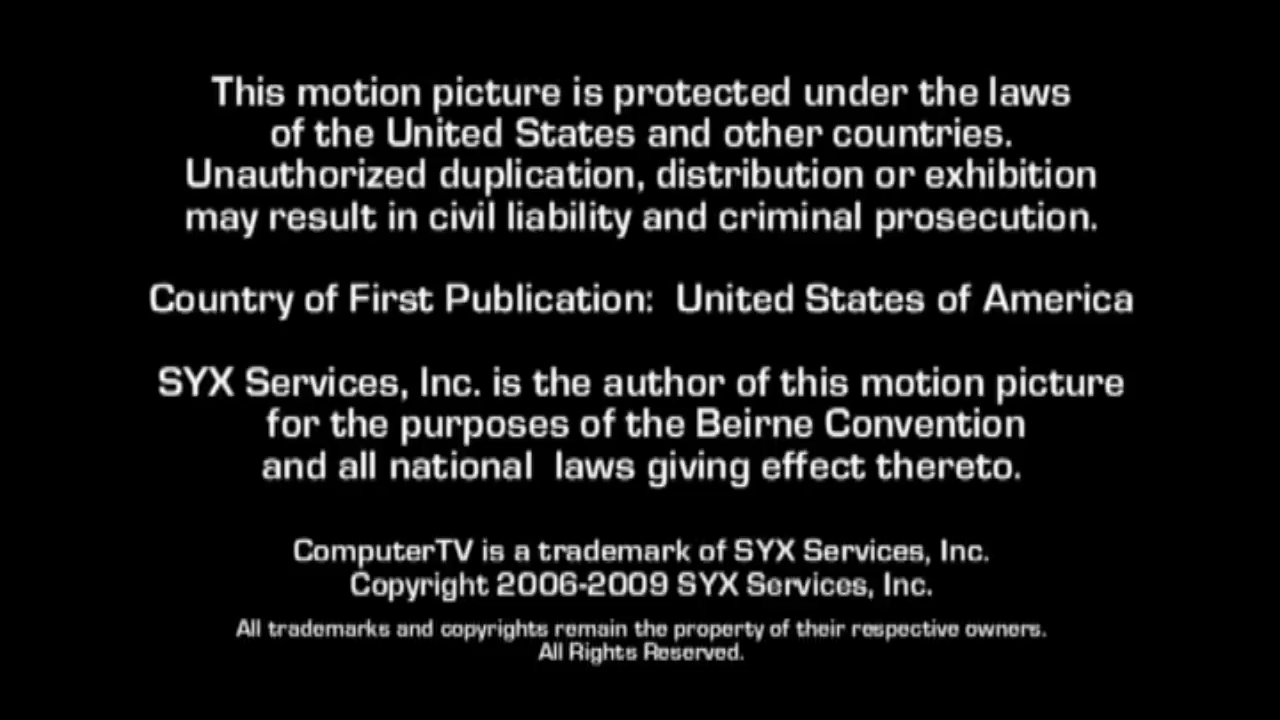 This motion picture is protected under the laws
of the United States and other countries.
Unauthorized duplication, distribution or exhibition
may result in civil liability and criminal prosecution.
Country of First Publication:  United States of America
SYX Services, Inc. is the author of this motion picture
for the purposes of the Beirne Convention
and all national  laws giving effect thereto.
ComputerTV is a trademark of SYX Services, Inc.
Copyright 2006-2009 SYX Services, Inc.
All trademarks and copyrights remain the property of their respective owners.
All Rights Reserved.